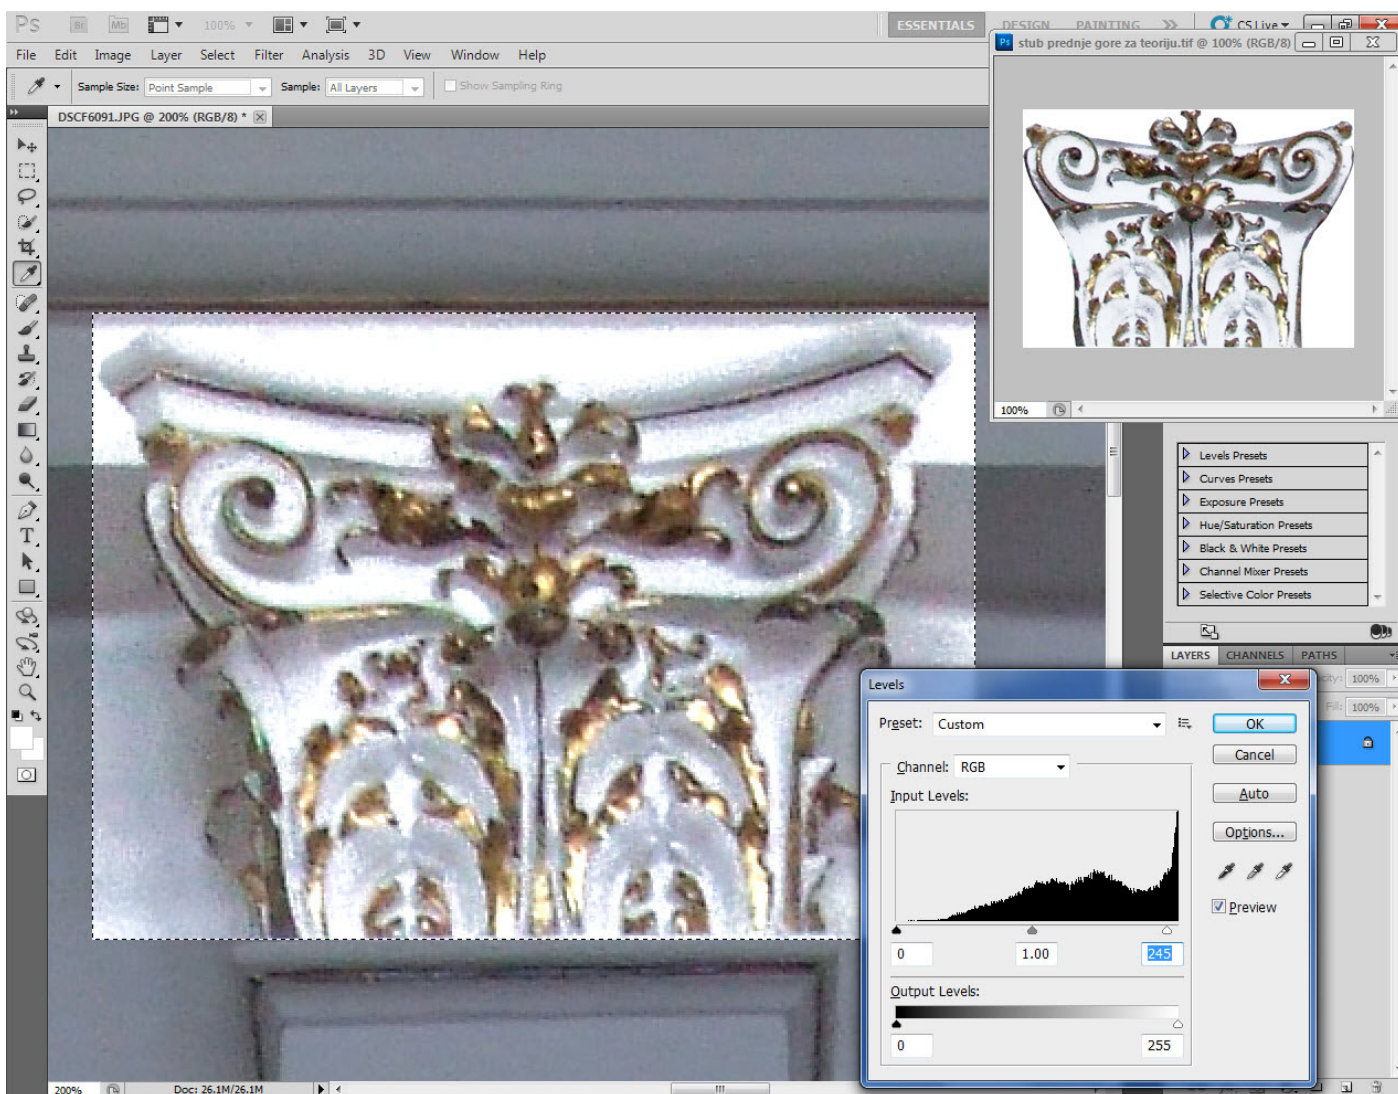 Ps Br Mb 100% ESSENTIALS DESIGN PAINTING CS Live
File Edit Image Layer Select Filter Analysis 3D View Window Help
stub prednje gore za teoriju.tif @ 100% (RGB/8)
Sample Size: Point Sample Sample: All Layers Show Sampling Ring
DSCF6091.JPG @ 200% (RGB/8) *
100%
Levels Presets
Curves Presets
Exposure Presets
Hue/Saturation Presets
Black & White Presets
Channel Mixer Presets
Selective Color Presets
LAYERS CHANNELS PATHS
100%
Fill: 100%
Levels
Preset: Custom OK
Cancel
Channel: RGB
Input Levels: Auto
Options...
Preview
0 1.00 245
Output Levels:
0 255
T
200% Doc: 26.1M/26.1M